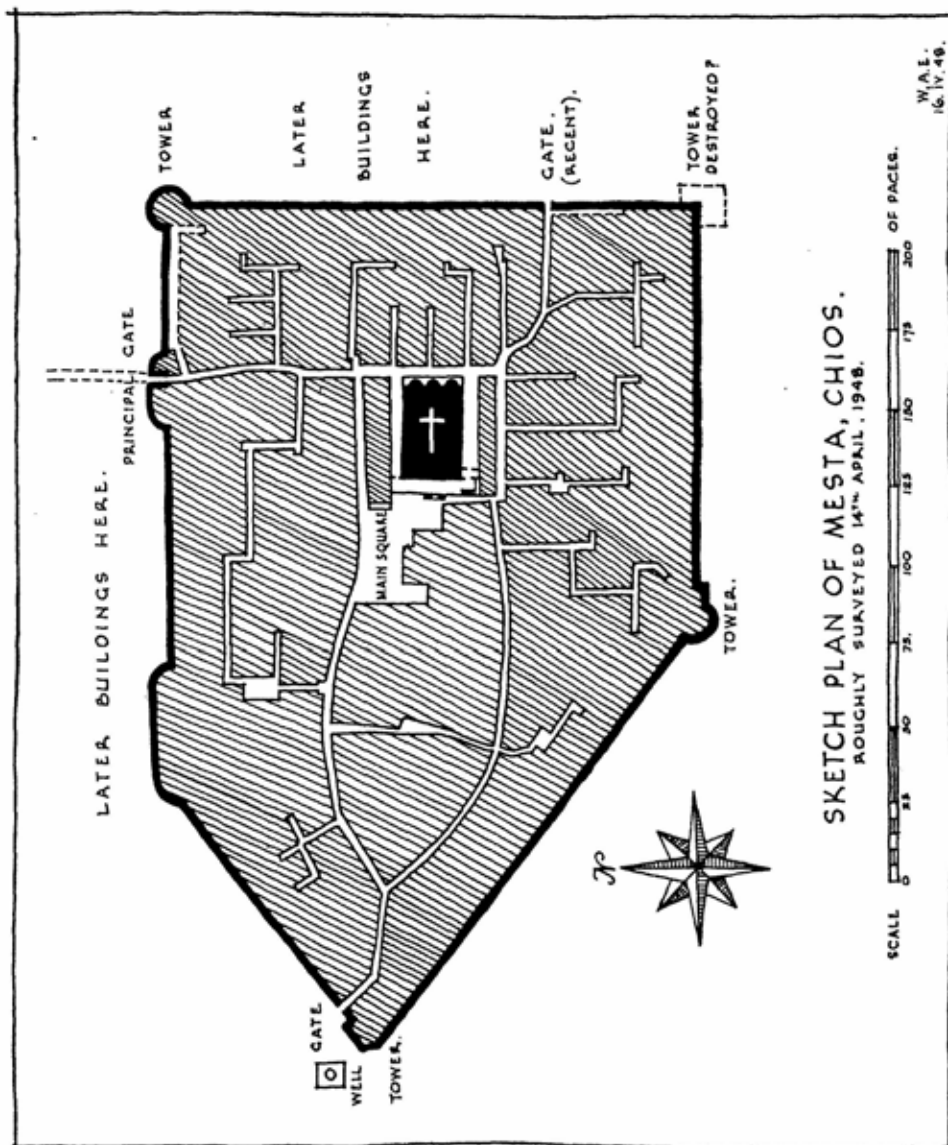 LATER BUILDINGS HERE.
PRINCIPAL GATE
TOWER
GATE
WELL
TOWER.
LATER
BUILDINGS
HERE.
MAIN SQUARE
GATE.
(RECENT).
TOWER
DESTROYED?
TOWER.
N
SKETCH PLAN OF MESTA, CHIOS.
ROUGHLY SURVEYED 14TH APRIL, 1948.
SCALE 0 25 50 75 100 125 150 175 200 OF PACES.
W.A.E.
16.IV.48.